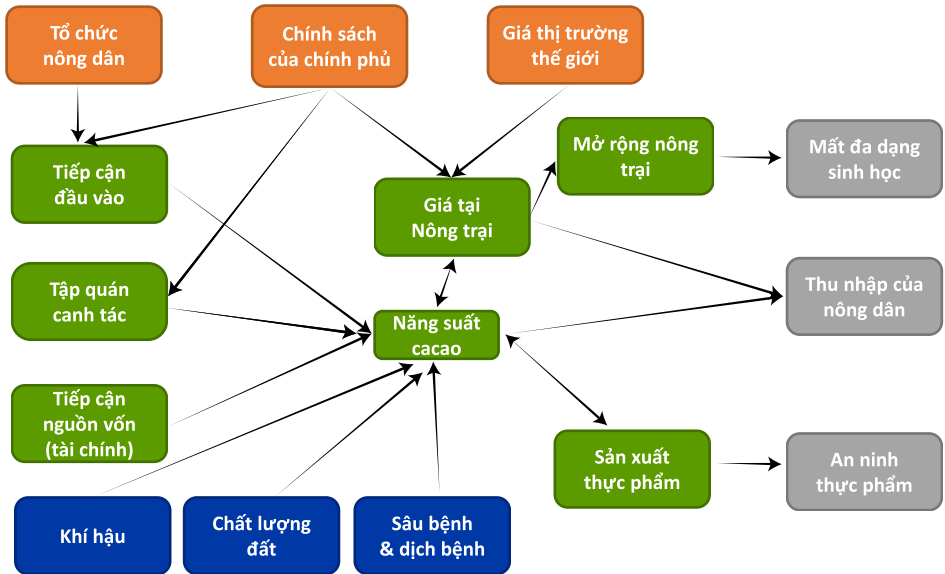 Tổ chức
nông dân
Chính sách
của chính phủ
Giá thị trường
thế giới
Tiếp cận
đầu vào
Giá tại
Nông trại
Mở rộng nông
trại
Mất đa dạng
sinh học
Tập quán
canh tác
Năng suất
cacao
Thu nhập của
nông dân
Tiếp cận
nguồn vốn
(tài chính)
Sản xuất
thực phẩm
An ninh
thực phẩm
Khí hậu
Chất lượng
đất
Sâu bệnh
& dịch bệnh